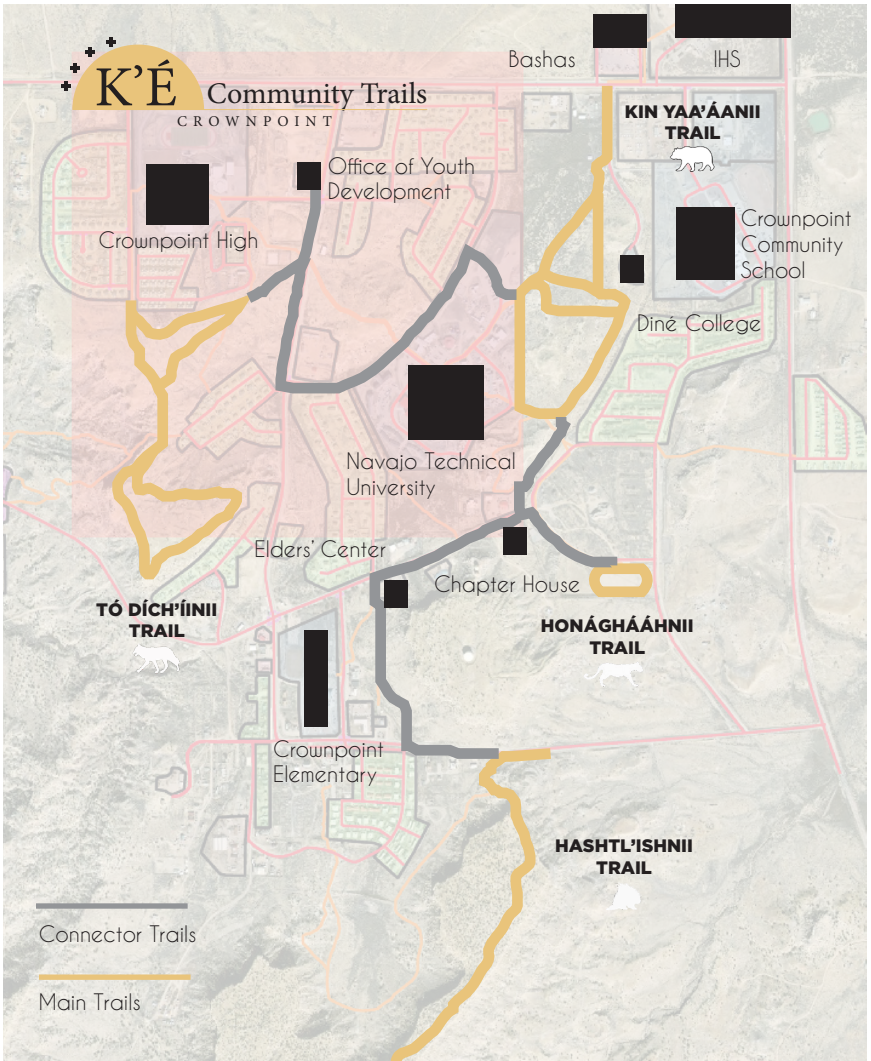 K’É Community Trails
CROWNPOINT
Bashas
IHS
KIN YAA’ÁANII
TRAIL
Office of Youth
Development
Crownpoint High
Crownpoint
Community
School
Diné College
Navajo Technical
University
Elders’ Center
Chapter House
TÓ DÍCH’ÍINII
TRAIL
HONÁGHÁÁHNII
TRAIL
Crownpoint
Elementary
HASHTL’ISHNII
TRAIL
Connector Trails
Main Trails